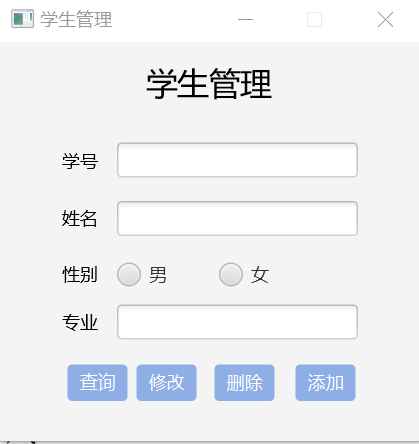 学生管理
学生管理
学号
姓名
性别 男 女
专业
查询 修改 删除 添加